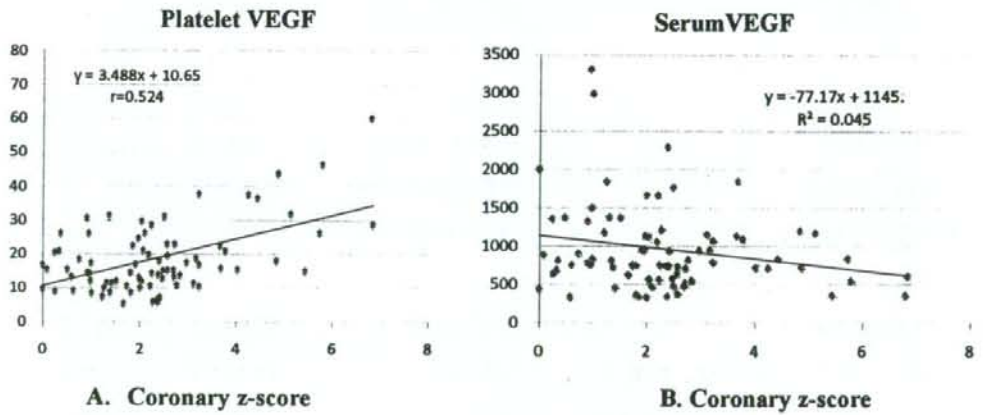 Platelet VEGF
80
70
60
50
40
30
20
10
0
y = 3.488x + 10.65
r=0.524
0 2 4 6 8
A. Coronary z-score
SerumVEGF
3500
3000
2500
2000
1500
1000
500
0
y = -77.17x + 1145.
R² = 0.045
0 2 4 6 8
B. Coronary z-score